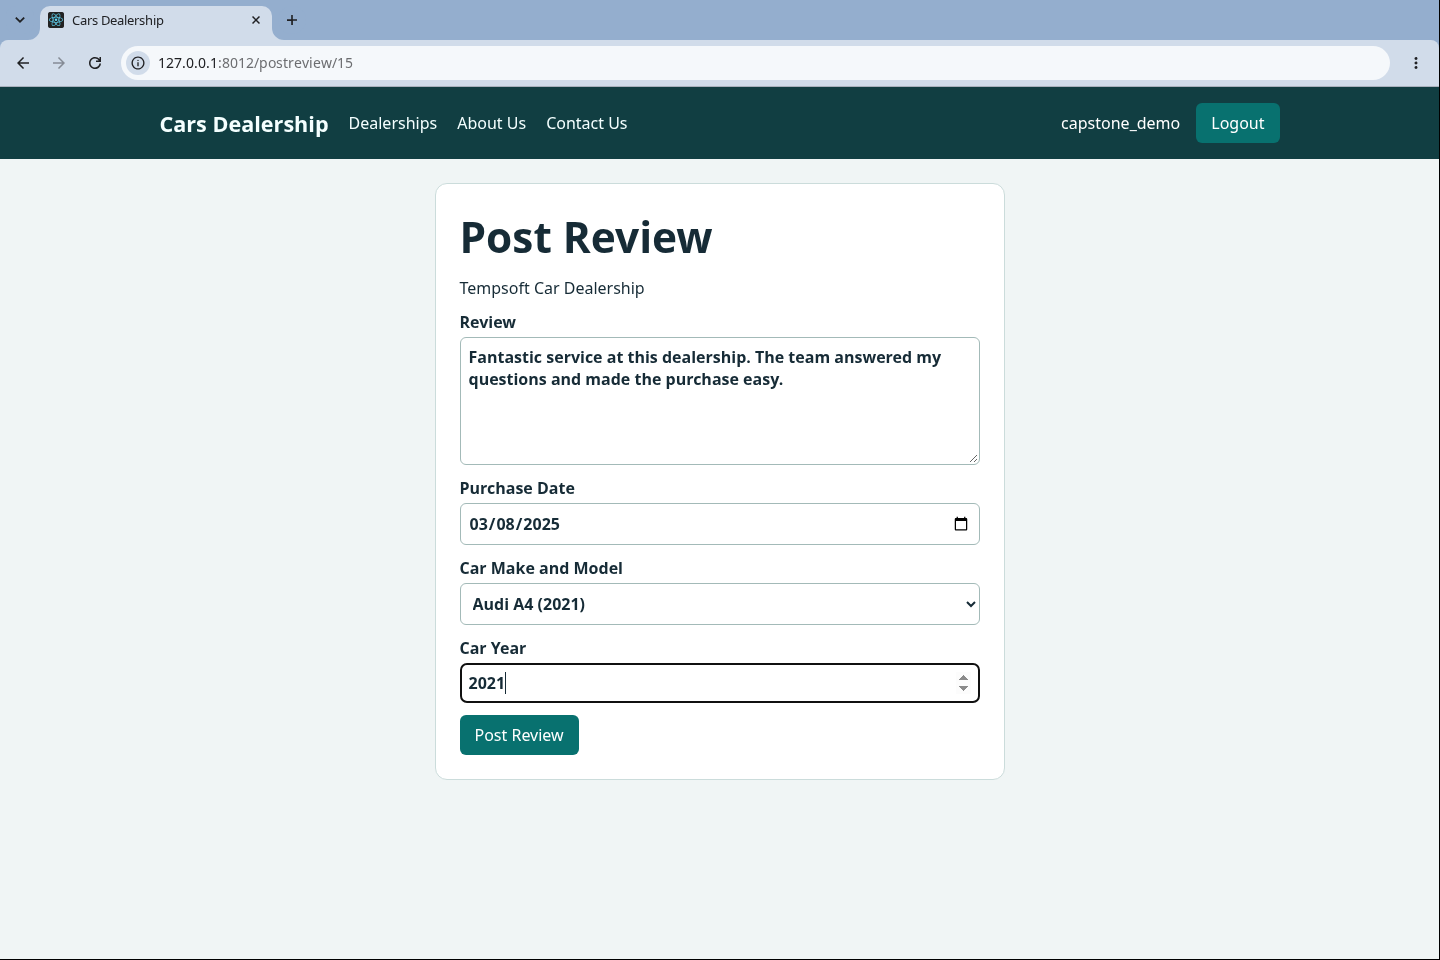 Cars Dealership
127.0.0.1:8012/postreview/15
Cars Dealership Dealerships About Us Contact Us capstone_demo Logout
Post Review
Tempsoft Car Dealership
Review
Fantastic service at this dealership. The team answered my
questions and made the purchase easy.
Purchase Date
03/08/2025
Car Make and Model
Audi A4 (2021)
Car Year
2021
Post Review